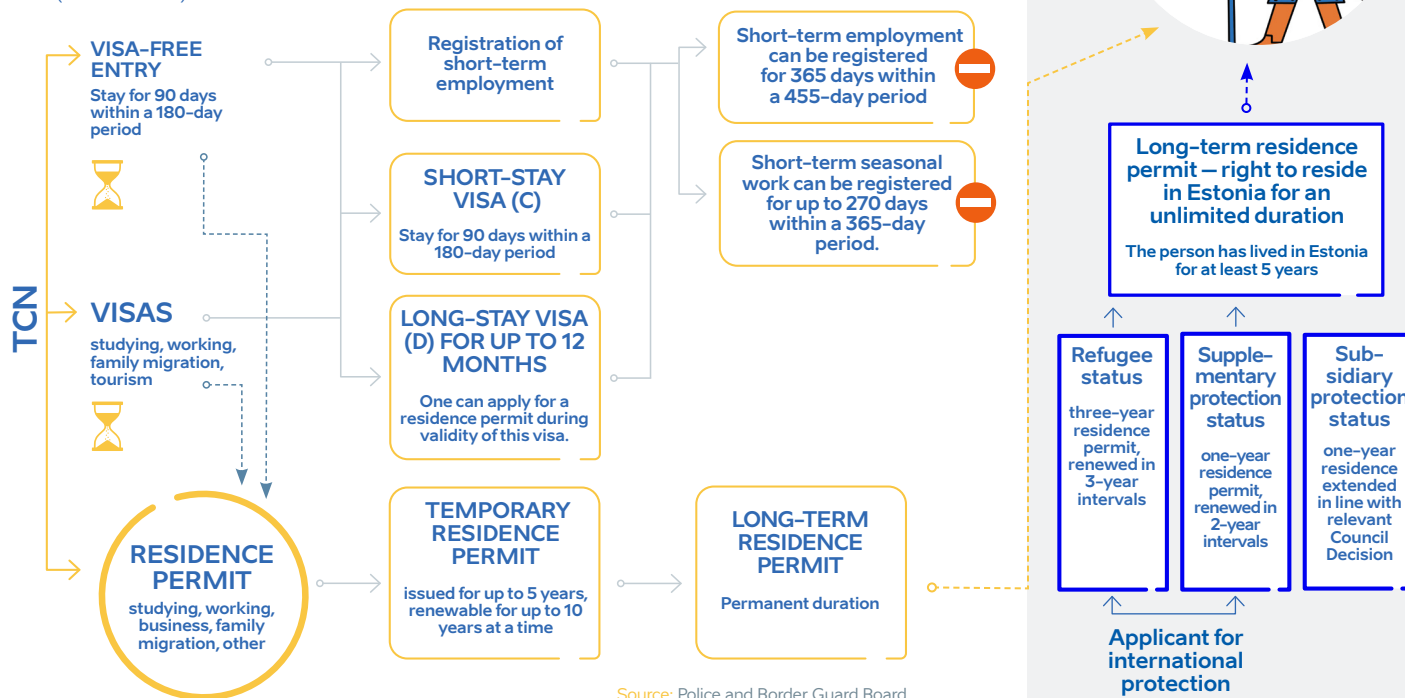 TCN
VISA-FREE
ENTRY
Stay for 90 days
within a 180-day
period
VISAS
studying, working,
family migration,
tourism
RESIDENCE
PERMIT
studying, working,
business, family
migration, other
Registration of
short-term
employment
SHORT-STAY
VISA (C)
Stay for 90 days within a
180-day period
LONG-STAY VISA
(D) FOR UP TO 12
MONTHS
One can apply for a
residence permit during
validity of this visa.
TEMPORARY
RESIDENCE
PERMIT
issued for up to 5 years,
renewable for up to 10
years at a time
Short-term employment
can be registered
for 365 days within
a 455-day period
Short-term seasonal
work can be registered
for up to 270 days
within a 365-day
period.
LONG-TERM
RESIDENCE
PERMIT
Permanent duration
Long-term residence
permit – right to reside
in Estonia for an
unlimited duration
The person has lived in Estonia
for at least 5 years
Refugee
status
three-year
residence
permit,
renewed in
3-year
intervals
Supple-
mentary
protection
status
one-year
residence
permit,
renewed in
2-year
intervals
Sub-
sidiary
protection
status
one-year
residence
extended
in line with
relevant
Council
Decision
Applicant for
international
protection
Source: Police and Border Guard Board